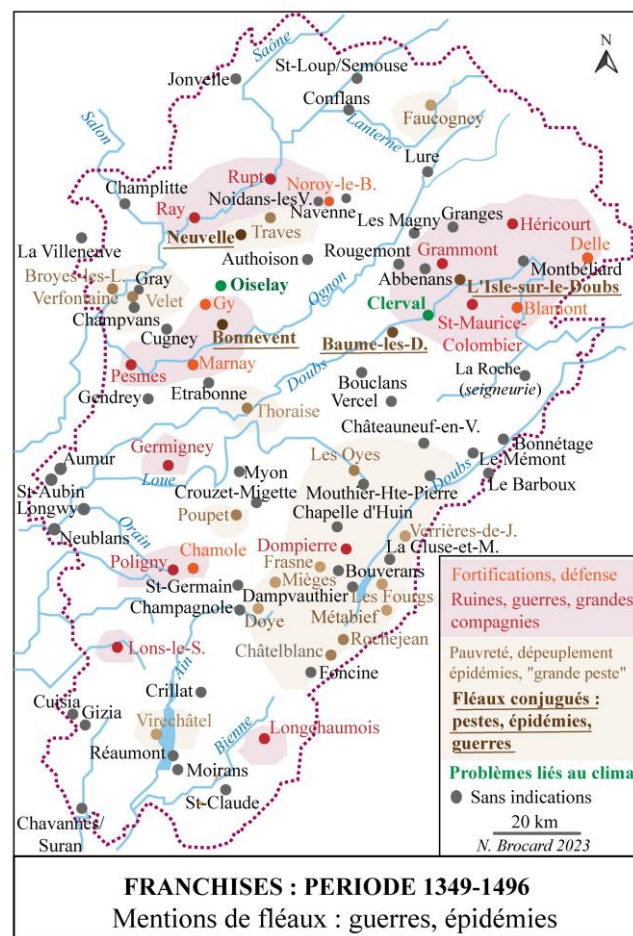 Saône
N
Jonvelle
St-Loup/Semouse
Conflans
Faucogney
Salon
Lanterne
Lure
Rupt
Champlitte
Noidans-lesV.
Noroy-le-B.
Navenne
Ray
Granges
Les Magny
Héricourt
Traves
Neuvelle
La Villeneuve
Authoison
Rougemont
Grammont
Delle
Montbéliard
Broyes-les-L.
Gray
Oiselay
Abbenans
L'Isle-sur-le-Doubs
Verfontaine
Velet
Gy
Ognon
Clerval
Blamont
Champvans
St-Maurice-
Colombier
Cugney
Bonnevent
Baume-les-D.
Pesmes
Marnay
Doubs
Bouclans
La Roche
(seigneurie)
Gendrey
Etrabonne
Vercel
Thoraise
Châteauneuf-en-V.
Bonnétage
Germigney
Les Oyes
Doubs
Le Mémont
Aumur
Loue
Myon
Le Barboux
St-Aubin
Crouzet-Migette
Mouthier-Hte-Pierre
Longwy
Chapelle d'Huin
Orain
Poupet
Verrières-de-J.
Neublans
Dompierre
La Cluse-et-M.
Chamole
Frasne
Poligny
Bouverans
St-Germain
Mièges
Dampvauthier
Les Fourgs
Champagnole
Doye
Métabief
Rochejean
Lons-le-S.
Châtelblanc
Ain
Foncine
Crillat
Cuisia
Gizia
Virechâtel
Bienne
Longchaumois
Réaumont
Moirans
St-Claude
Chavannes/
Suran
Fortifications, défense
Ruines, guerres, grandes
compagnies
Pauvreté, dépeuplement
épidémies, "grande peste"
Fléaux conjugués :
pestes, épidémies,
guerres
Problèmes liés au clima
Sans indications
20 km
N. Brocard 2023
FRANCHISES : PERIODE 1349-1496
Mentions de fléaux : guerres, épidémies